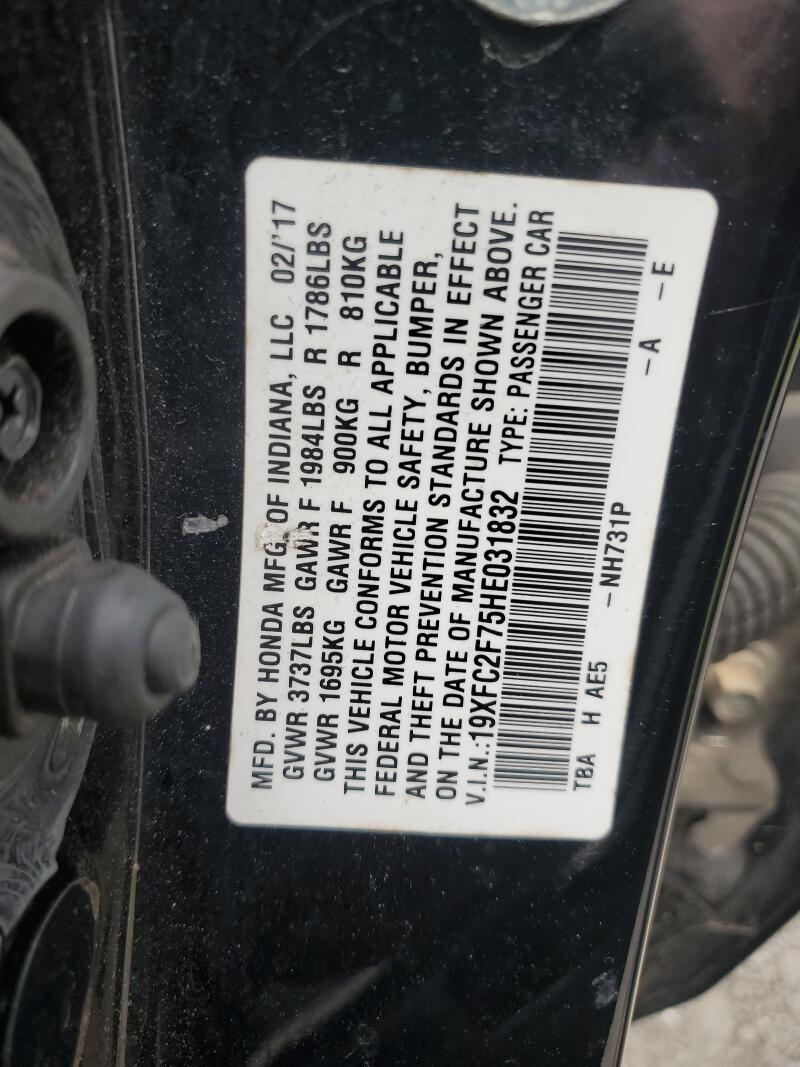 MFD. BY HONDA MFG. OF INDIANA, LLC 02/'17
GVWR 3737LBS GAWR F 1984LBS R 1786LBS
GVWR 1695KG GAWR F 900KG R 810KG
THIS VEHICLE CONFORMS TO ALL APPLICABLE
FEDERAL MOTOR VEHICLE SAFETY, BUMPER,
AND THEFT PREVENTION STANDARDS IN EFFECT
ON THE DATE OF MANUFACTURE SHOWN ABOVE.
V.I.N.:19XFC2F75HE031832 TYPE: PASSENGER CAR
TBA H AE5 -NH731P -A -E